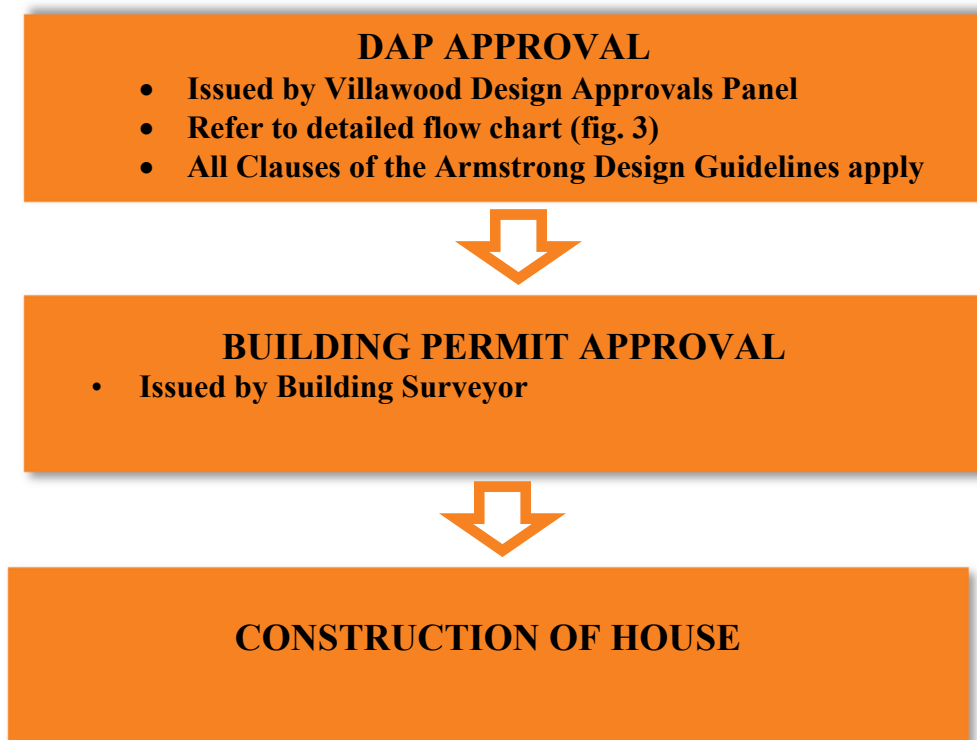 DAP APPROVAL
• Issued by Villawood Design Approvals Panel
• Refer to detailed flow chart (fig. 3)
• All Clauses of the Armstrong Design Guidelines apply
BUILDING PERMIT APPROVAL
• Issued by Building Surveyor
CONSTRUCTION OF HOUSE